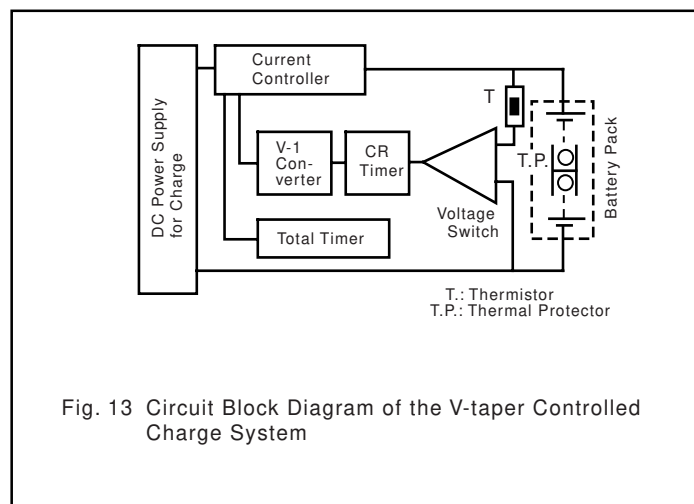 DC Power Supply
for Charge
Current
Controller
V-1
Con-
verter
CR
Timer
Total Timer
Voltage
Switch
T
T.P.
Battery Pack
T.: Thermistor
T.P.: Thermal Protector
Fig. 13 Circuit Block Diagram of the V-taper Controlled
Charge System